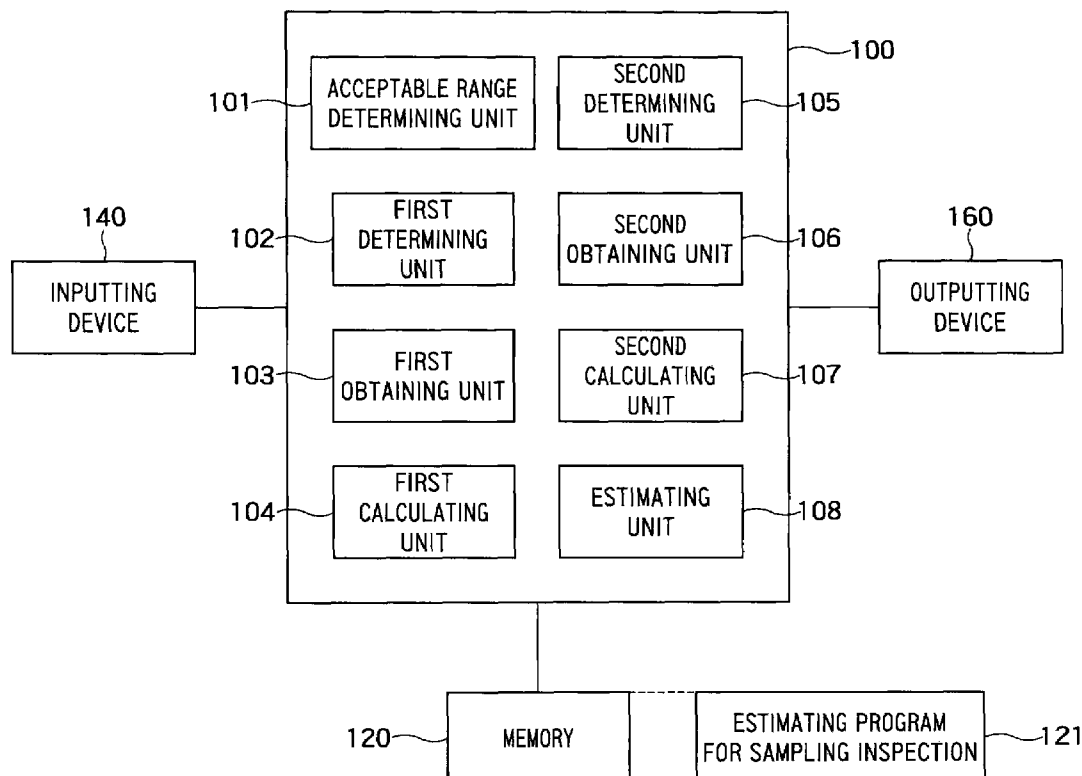 100
101
ACCEPTABLE RANGE
DETERMINING UNIT
SECOND
DETERMINING
UNIT
105
140
INPUTTING
DEVICE
102
FIRST
DETERMINING
UNIT
SECOND
OBTAINING UNIT
106
160
OUTPUTTING
DEVICE
103
FIRST
OBTAINING UNIT
SECOND
CALCULATING
UNIT
107
104
FIRST
CALCULATING
UNIT
ESTIMATING
UNIT
108
120
MEMORY
ESTIMATING PROGRAM
FOR SAMPLING INSPECTION
121